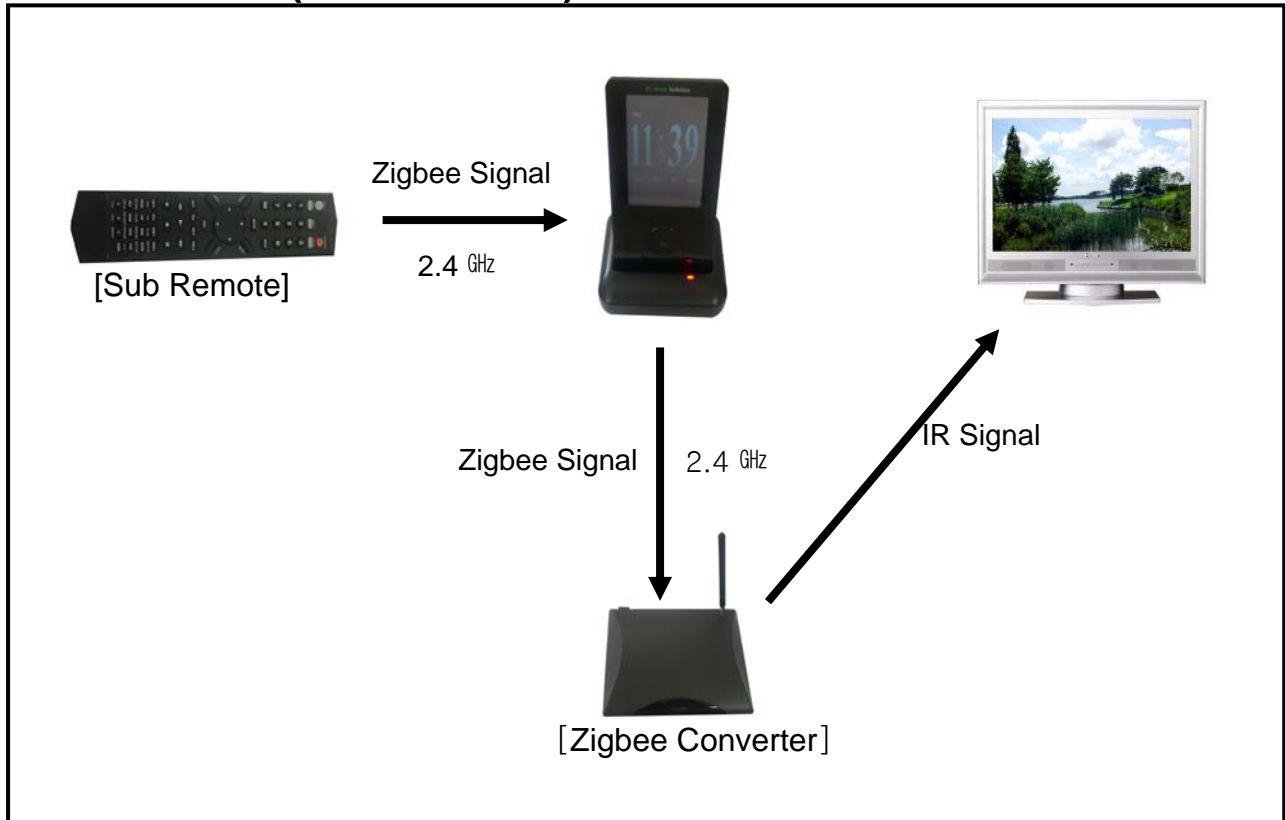 Zigbee Signal
2.4 ㎓
[Sub Remote]
11:39
Zigbee Signal 2.4 ㎓
IR Signal
[Zigbee Converter]